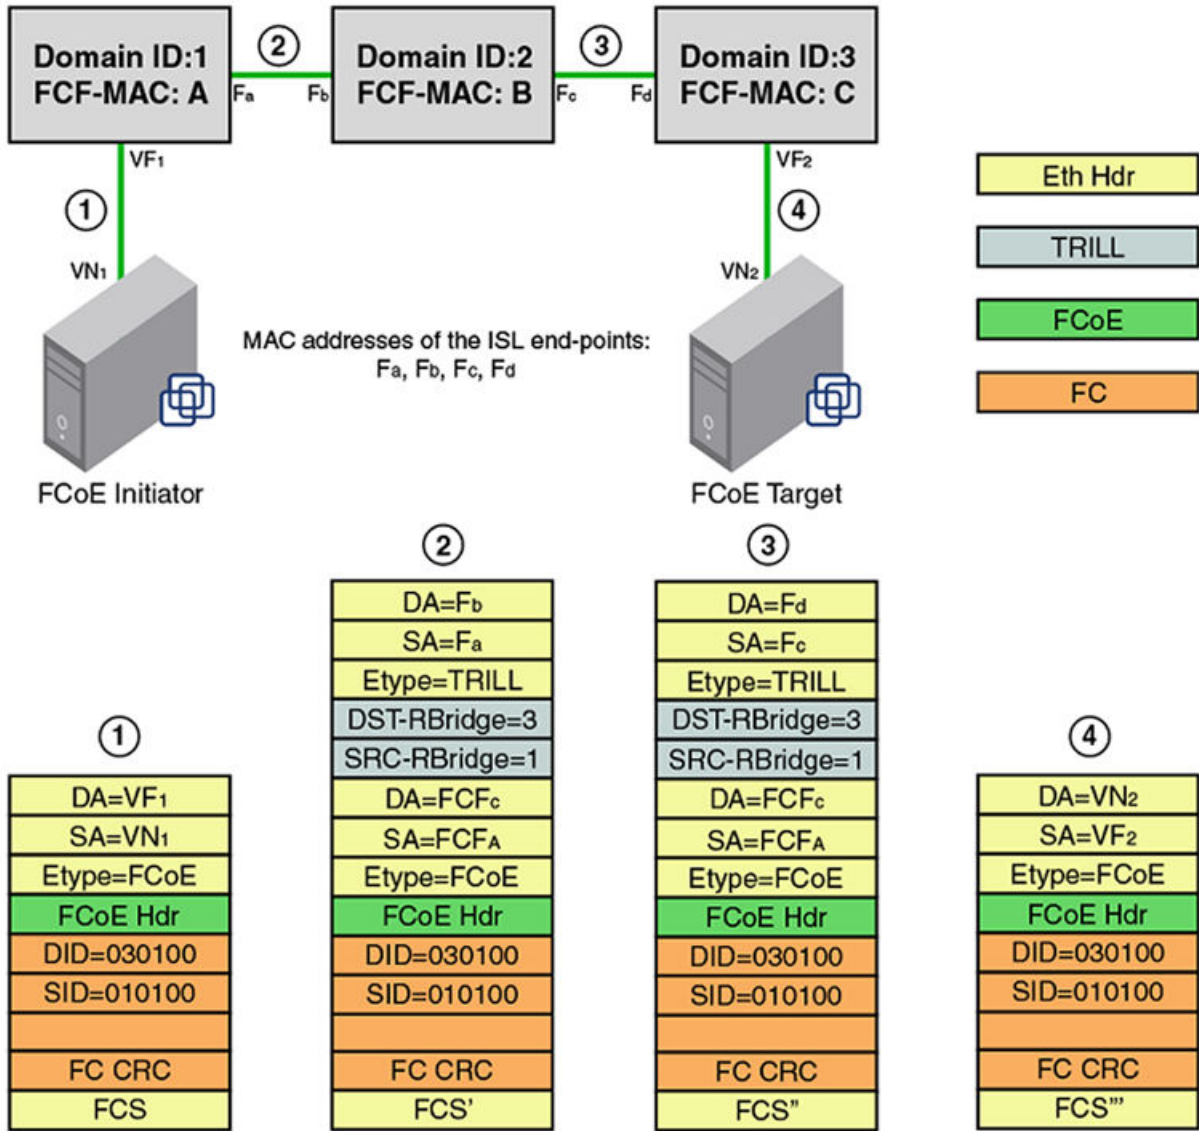 Domain ID:1
FCF-MAC: A
2
Domain ID:2
FCF-MAC: B
3
Domain ID:3
FCF-MAC: C
Fa
Fb
Fc
Fd
VF1
VF2
1
4
VN1
VN2
MAC addresses of the ISL end-points:
Fa, Fb, Fc, Fd
FCoE Initiator
FCoE Target
Eth Hdr
TRILL
FCoE
FC
1
DA=VF1
SA=VN1
Etype=FCoE
FCoE Hdr
DID=030100
SID=010100
FC CRC
FCS
2
DA=Fb
SA=Fa
Etype=TRILL
DST-RBridge=3
SRC-RBridge=1
DA=FCFc
SA=FCFA
Etype=FCoE
FCoE Hdr
DID=030100
SID=010100
FC CRC
FCS'
3
DA=Fd
SA=Fc
Etype=TRILL
DST-RBridge=3
SRC-RBridge=1
DA=FCFc
SA=FCFA
Etype=FCoE
FCoE Hdr
DID=030100
SID=010100
FC CRC
FCS"
4
DA=VN2
SA=VF2
Etype=FCoE
FCoE Hdr
DID=030100
SID=010100
FC CRC
FCS"'